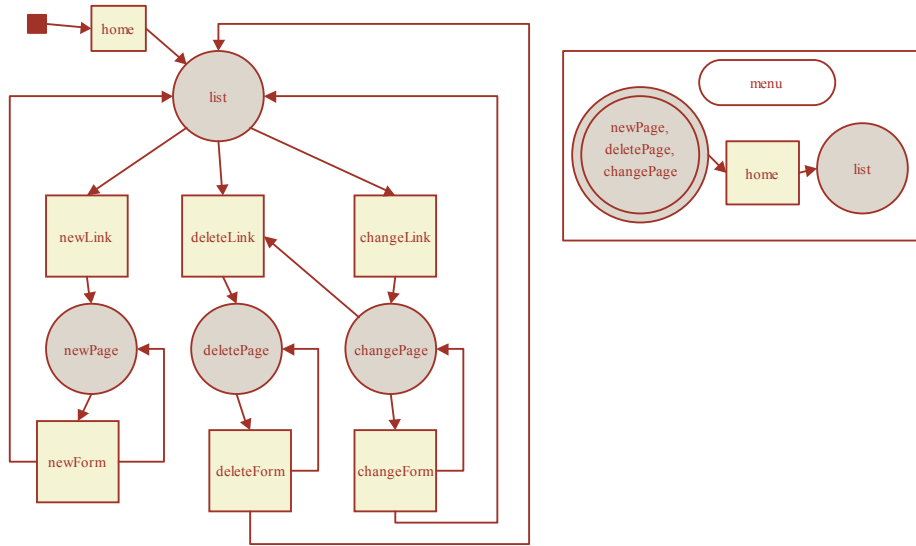 home
list
newLink
deleteLink
changeLink
newPage
deletePage
changePage
newForm
deleteForm
changeForm
menu
newPage,
deletePage,
changePage
home
list